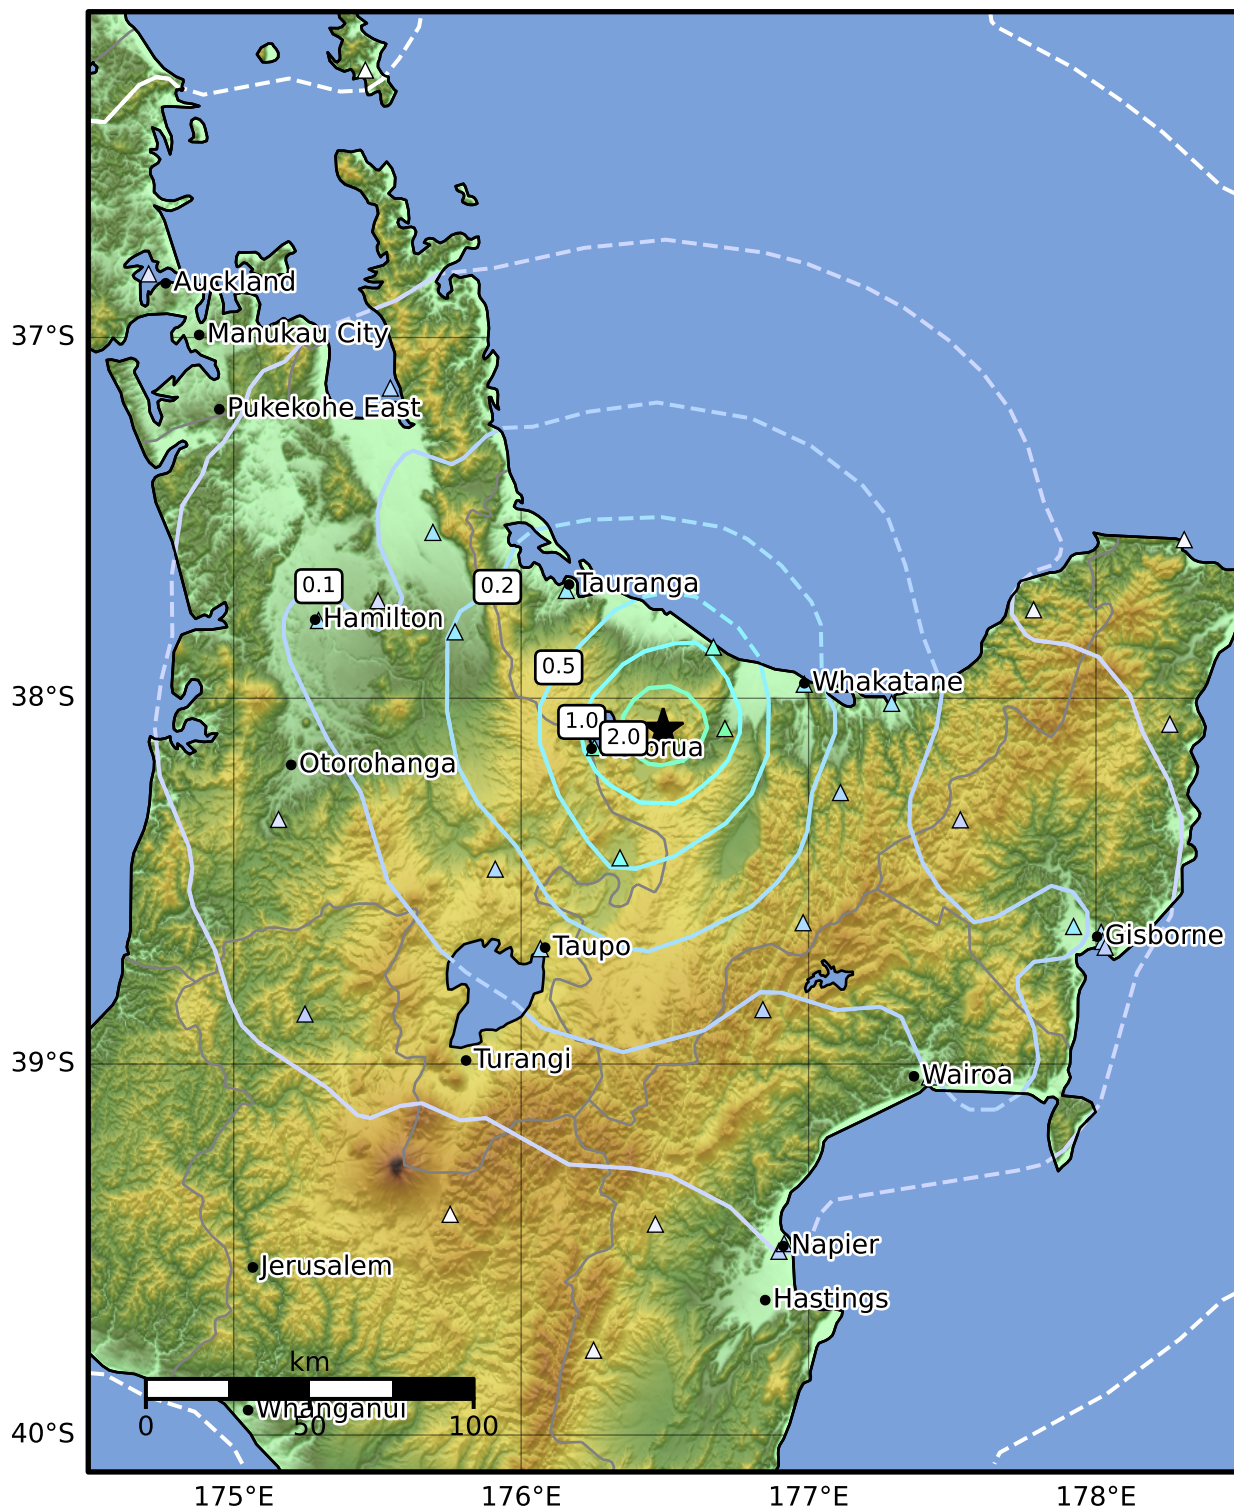 Auckland
37°S
Manukau City
Pukekohe East
0.1
0.2
Tauranga
Hamilton
0.5
Whakatane
38°S
1.0
2.0
orua
Otorohanga
Gisborne
Taupo
Turangi
39°S
Wairoa
Napier
Jerusalem
Hastings
km
Whanganui
0
50
100
40°S
175°E
176°E
177°E
178°E